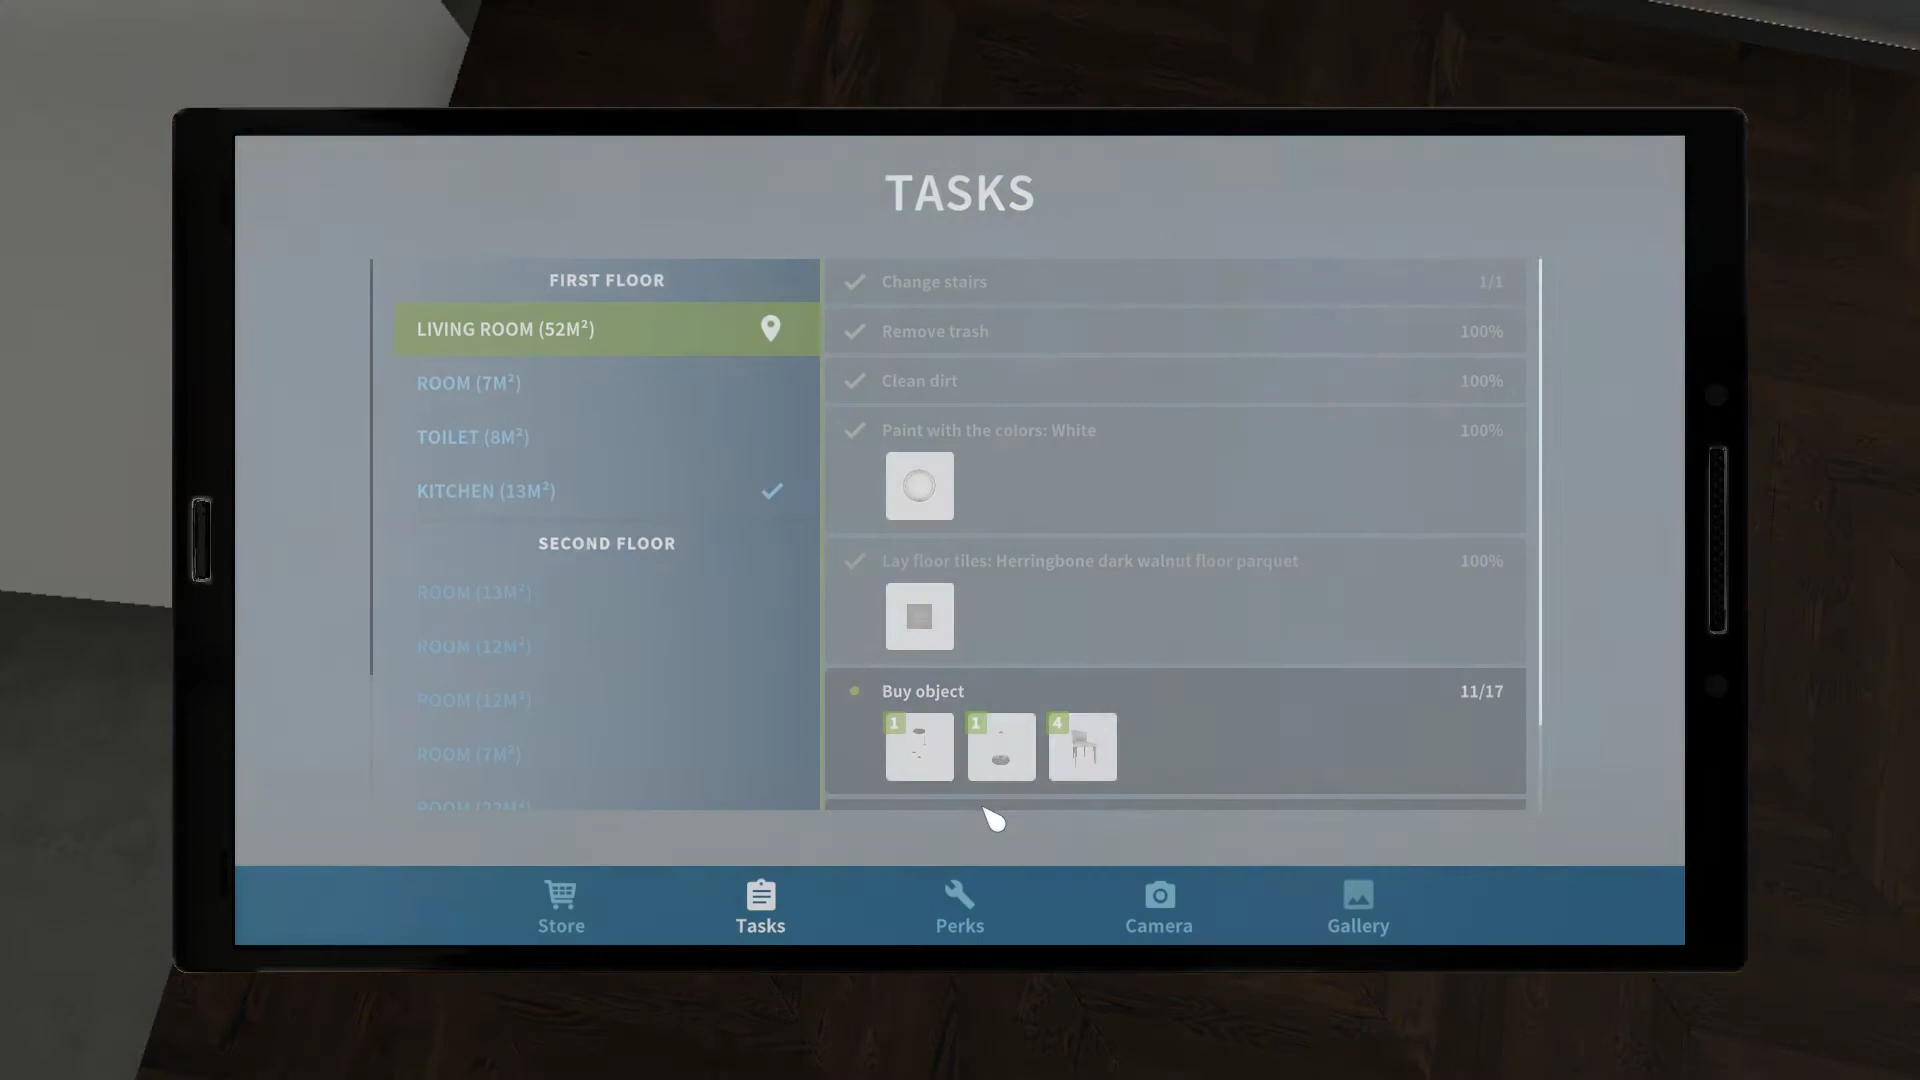 TASKS
FIRST FLOOR
LIVING ROOM (52M²)
ROOM (7M²)
TOILET (8M²)
KITCHEN (13M²)
SECOND FLOOR
ROOM (13M²)
ROOM (12M²)
ROOM (12M²)
ROOM (7M²)
ROOM (23M²)
Change stairs 1/1
Remove trash 100%
Clean dirt 100%
Paint with the colors: White 100%
Lay floor tiles: Herringbone dark walnut floor parquet 100%
Buy object 11/17
1 1 4
Store Tasks Perks Camera Gallery